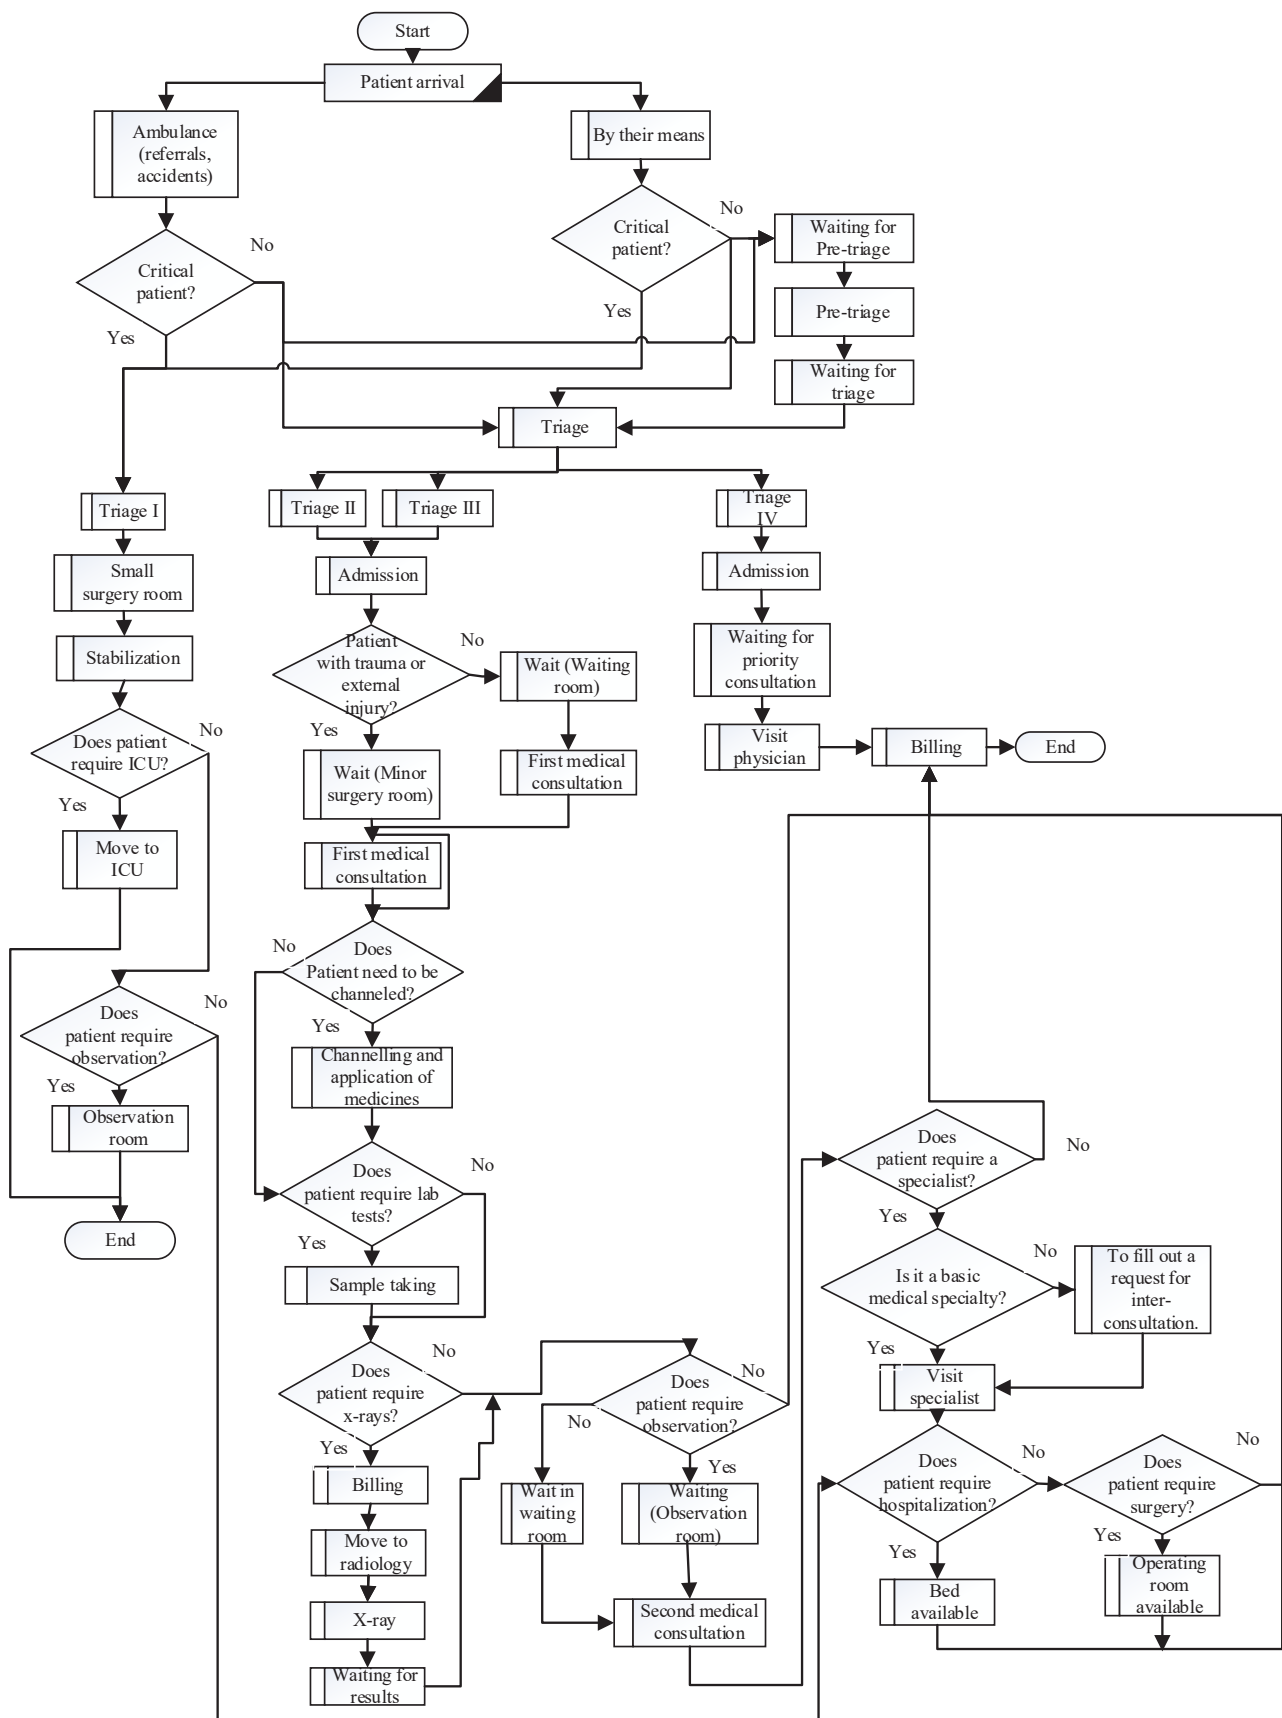 Start
Patient arrival
Ambulance
(referrals,
accidents)
By their means
No
Critical
patient?
Yes
No
Critical
patient?
Yes
Waiting for
Pre-triage
Pre-triage
Waiting for
triage
Triage
Triage I
Triage II
Triage III
Triage
IV
Small
surgery room
Stabilization
Does patient
require ICU?
No
Yes
Move to
ICU
Does
patient require
observation?
No
Yes
Observation
room
End
Admission
Patient
with trauma or
external
injury?
No
Yes
Wait (Waiting
room)
First medical
consultation
Wait (Minor
surgery room)
First medical
consultation
Does
Patient need to be
channeled?
No
Yes
Channelling and
application of
medicines
Does
patient require lab
tests?
No
Yes
Sample taking
Does
patient require
x-rays?
No
Yes
Billing
Move to
radiology
X-ray
Waiting for
results
Does
patient require
observation?
No
No
Yes
Wait in
waiting
room
Waiting
(Observation
room)
Second medical
consultation
Admission
Waiting for
priority
consultation
Visit
physician
Billing
End
Does
patient require a
specialist?
No
Yes
Is it a basic
medical specialty?
No
Yes
To fill out a
request for
inter-
consultation.
Visit
specialist
Does
patient require
hospitalization?
No
Yes
Bed
available
Does
patient require
surgery?
No
Yes
Operating
room
available